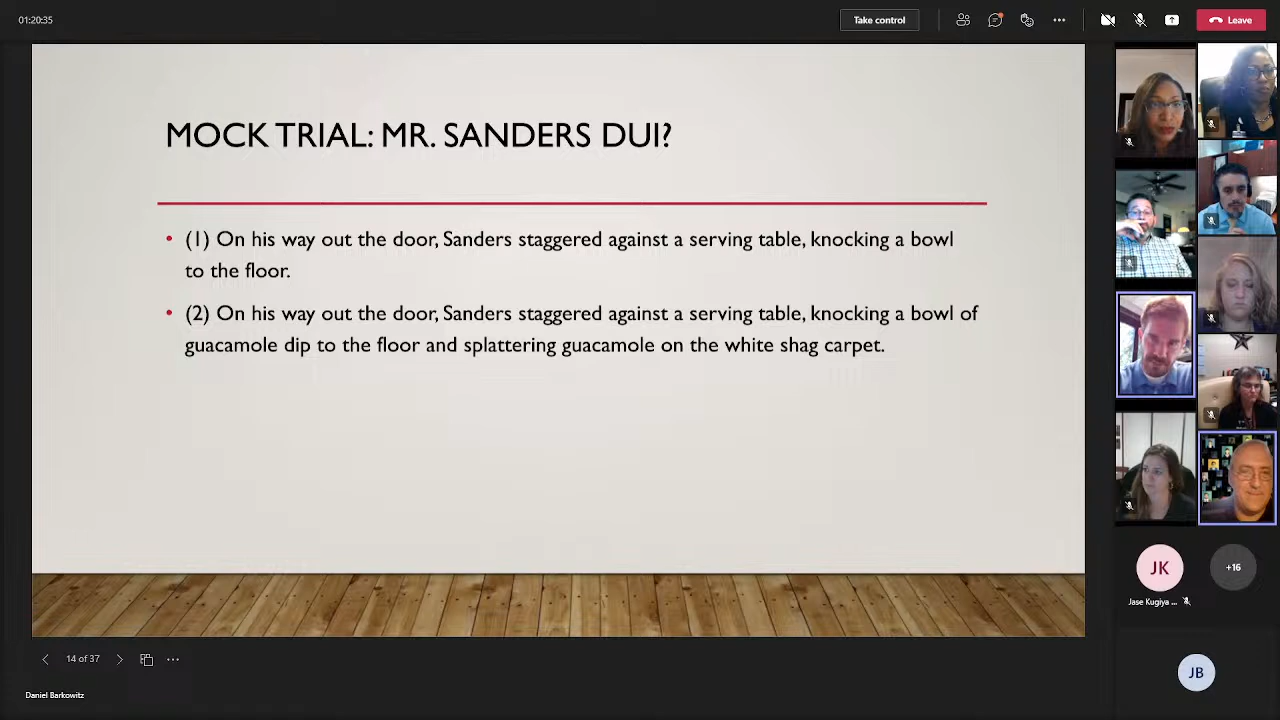 01:20:35
Take control
Leave
MOCK TRIAL: MR. SANDERS DUI?
• (1) On his way out the door, Sanders staggered against a serving table, knocking a bowl
to the floor.
• (2) On his way out the door, Sanders staggered against a serving table, knocking a bowl of
guacamole dip to the floor and splattering guacamole on the white shag carpet.
JK
+16
Jase Kugiya ...
14 of 37
JB
Daniel Barkowitz